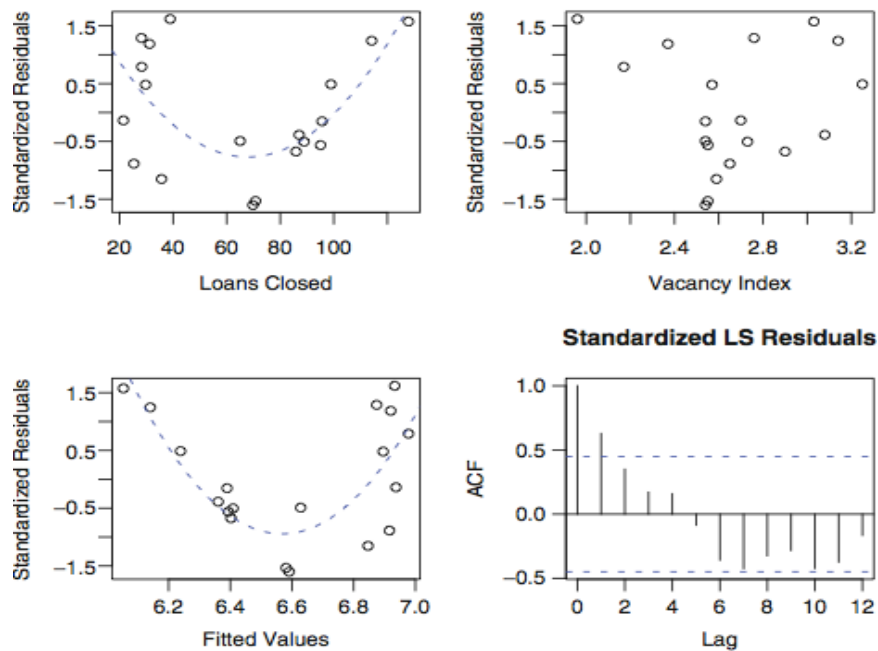 Standardized Residuals
1.5
0.5
−0.5
−1.5
20 40 60 80 100
Loans Closed
Standardized Residuals
1.5
0.5
−0.5
−1.5
2.0 2.4 2.8 3.2
Vacancy Index
Standardized Residuals
1.5
0.5
−0.5
−1.5
6.2 6.4 6.6 6.8 7.0
Fitted Values
Standardized LS Residuals
ACF
1.0
0.5
0.0
−0.5
0 2 4 6 8 10 12
Lag